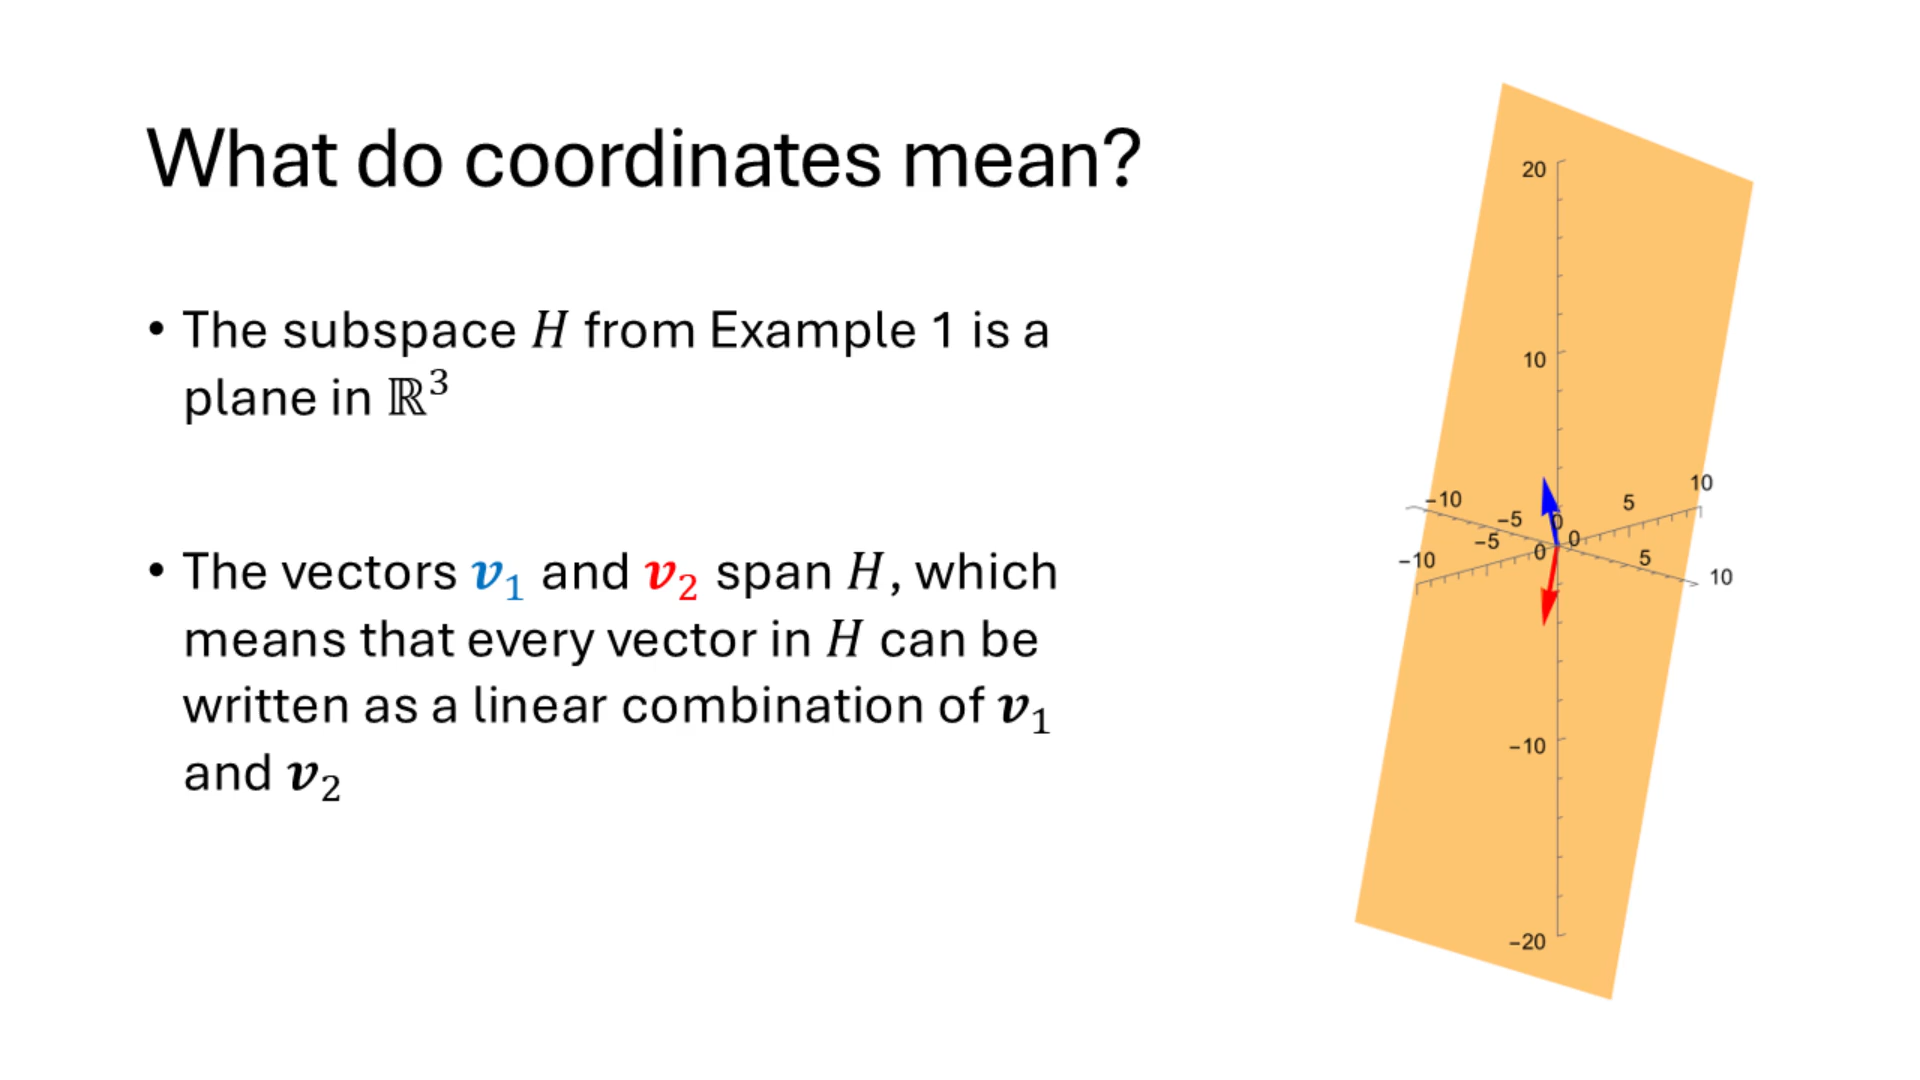 What do coordinates mean?
• The subspace H from Example 1 is a
plane in ℝ³
• The vectors v₁ and v₂ span H, which
means that every vector in H can be
written as a linear combination of v₁
and v₂
20
10
10
−10
5
−5
0
0
−5
0
−10
5
10
−10
−20